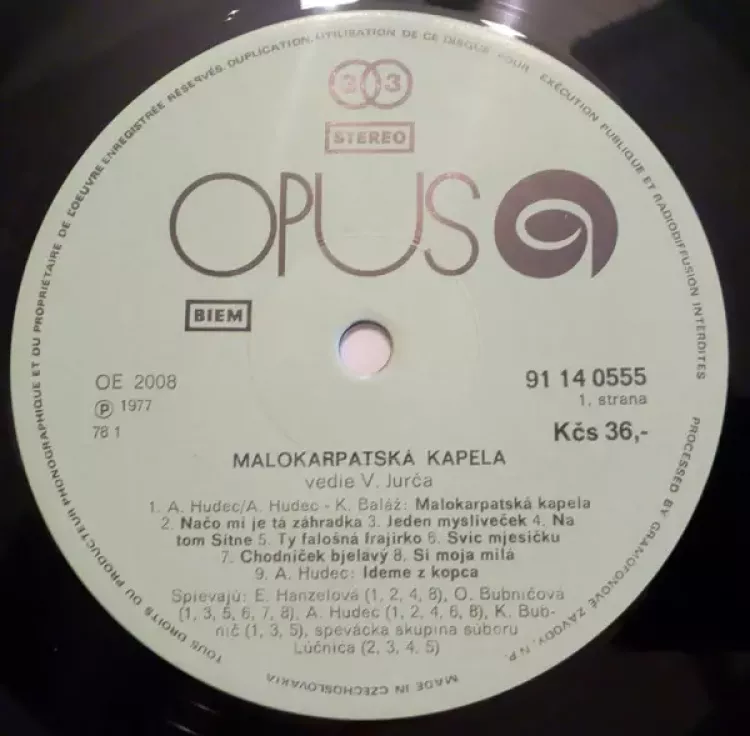 TOUS DROITS DU PRODUCTEUR PHONOGRAPHIQUE ET DU PROPRIÉTAIRE DE L'OEUVRE ENREGISTRÉE RÉSERVÉS. DUPLICATION, UTILISATION DE CE DISQUE POUR EXÉCUTION PUBLIQUE ET RADIODIFFUSION INTERDITES
33
STEREO
OPUS
BIEM
OE 2008
91 14 0555
Ⓟ 1977
1. strana
78 1
Kčs 36,-
MALOKARPATSKÁ KAPELA
vedie V. Jurča
1. A. Hudec/A. Hudec - K. Baláž: Malokarpatská kapela
2. Načo mi je tá záhradka 3. Jeden mysliveček 4. Na
tom Sitne 5. Ty falošná frajirko 6. Svic mjesičku
7. Chodníček bjelavý 8. Si moja milá
9. A. Hudec: Ideme z kopca
Spievajú: E. Hanzelová (1, 2, 4, 8), O. Bubničová
(1, 3, 5, 6, 7, 8), A. Hudec (1, 2, 4, 6, 8), K. Bub-
nič (1, 3, 5), spevácka skupina súboru
Lúčnica (2, 3, 4, 5)
PROCESSED BY GRAMOFONOVÉ ZÁVODY, N. P.
MADE IN CZECHOSLOVAKIA